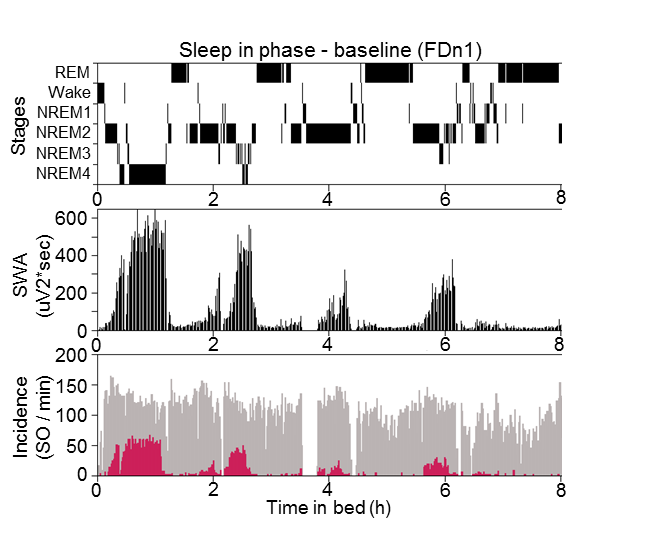 Sleep in phase - baseline (FDn1)
Stages
REM
Wake
NREM1
NREM2
NREM3
NREM4
0 2 4 6 8
SWA
(uV2*sec)
600
400
200
0
0 2 4 6 8
Incidence
(SO / min)
200
150
100
50
0
0 2 4 6 8
Time in bed (h)